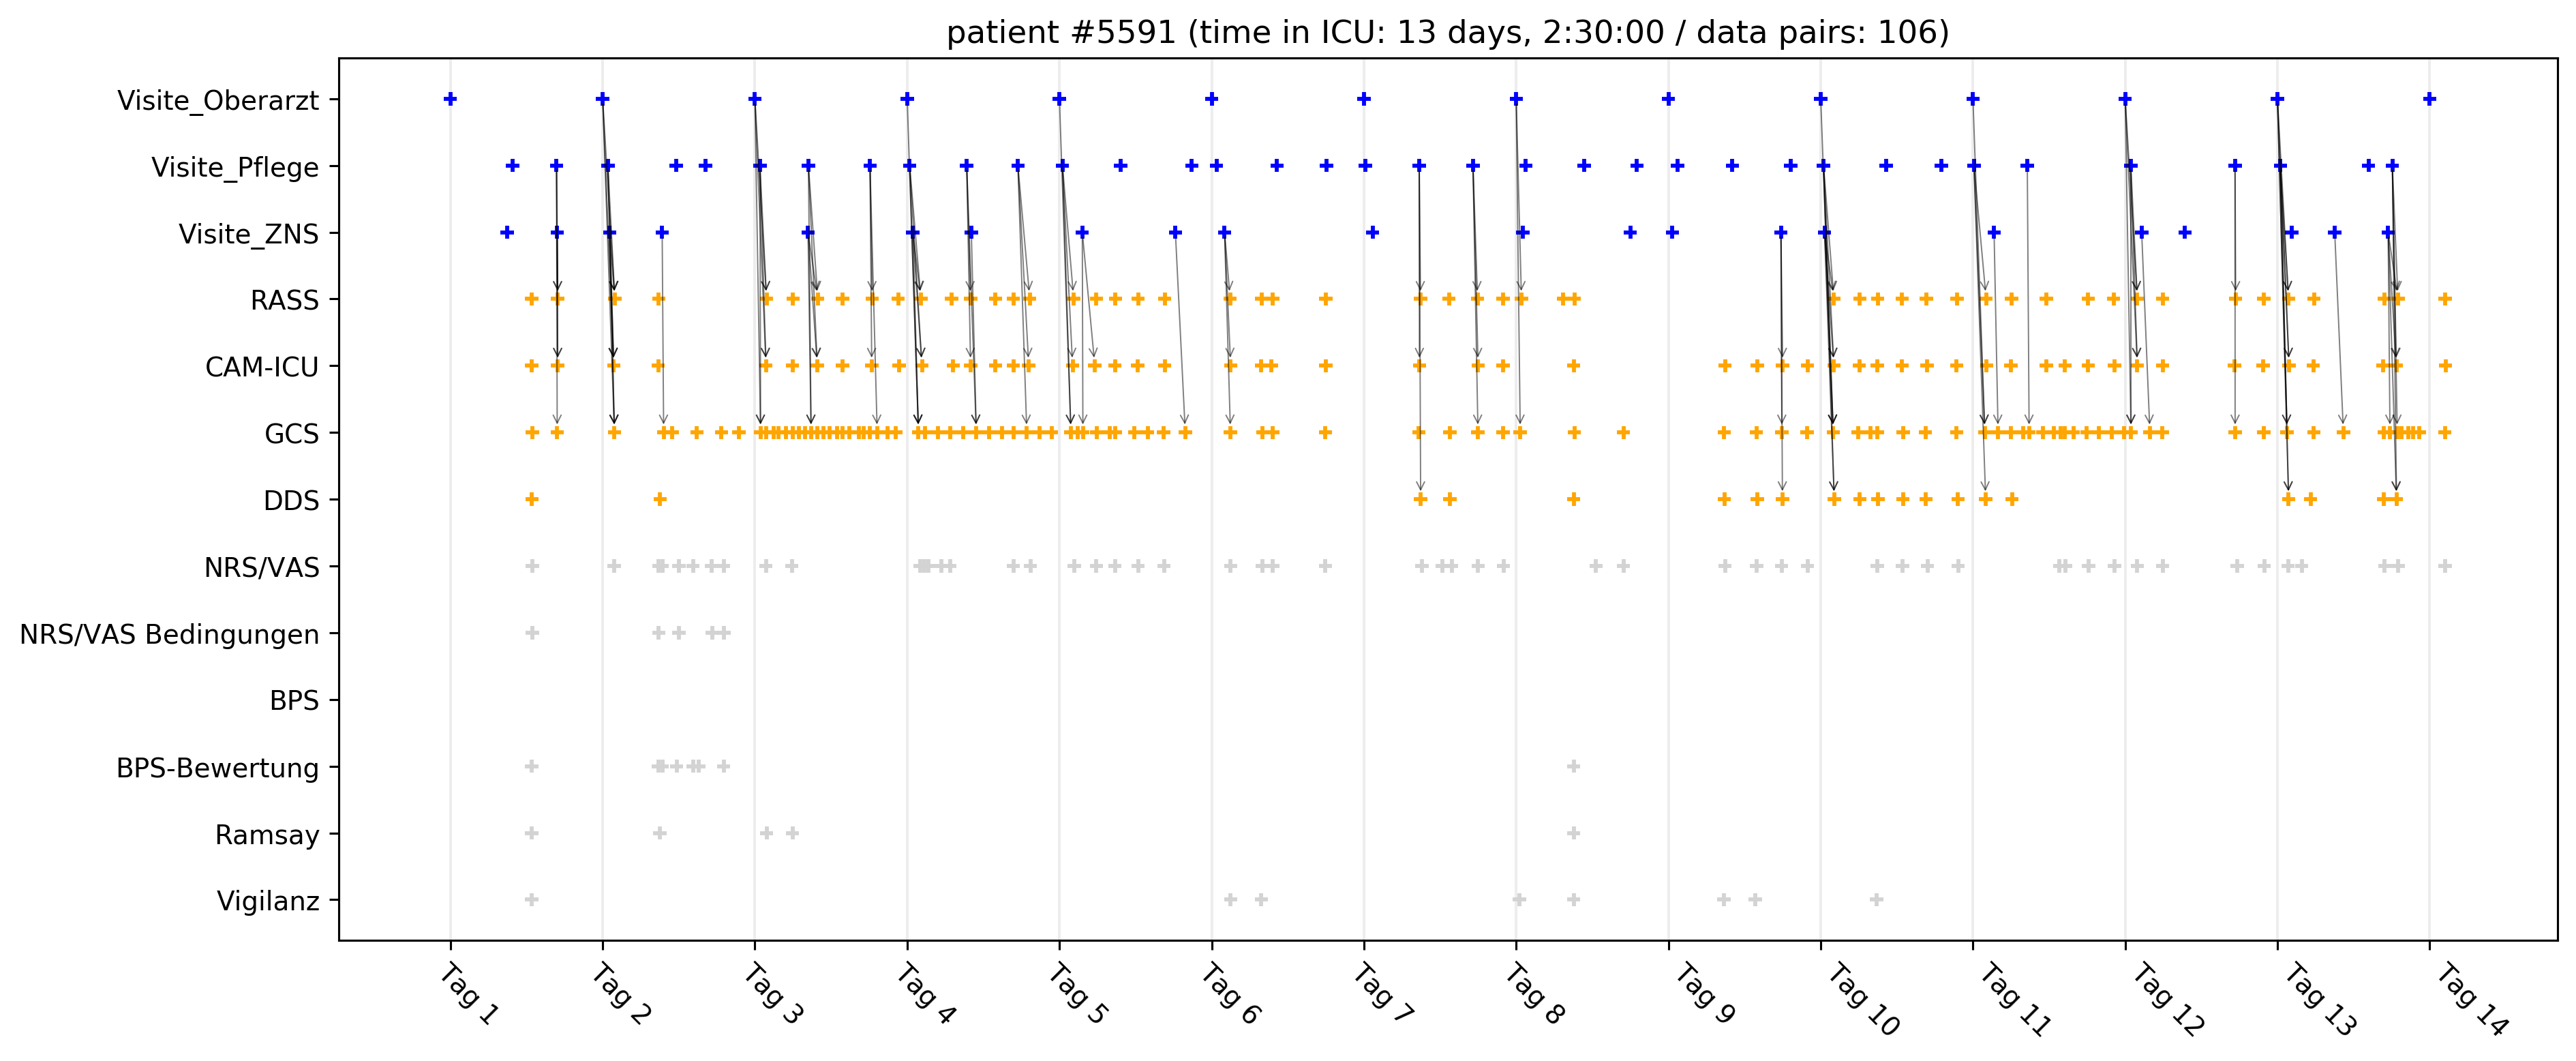 patient #5591 (time in ICU: 13 days, 2:30:00 / data pairs: 106)
Visite_Oberarzt
Visite_Pflege
Visite_ZNS
RASS
CAM-ICU
GCS
DDS
NRS/VAS
NRS/VAS Bedingungen
BPS
BPS-Bewertung
Ramsay
Vigilanz
Tag 1
Tag 2
Tag 3
Tag 4
Tag 5
Tag 6
Tag 7
Tag 8
Tag 9
Tag 10
Tag 11
Tag 12
Tag 13
Tag 14